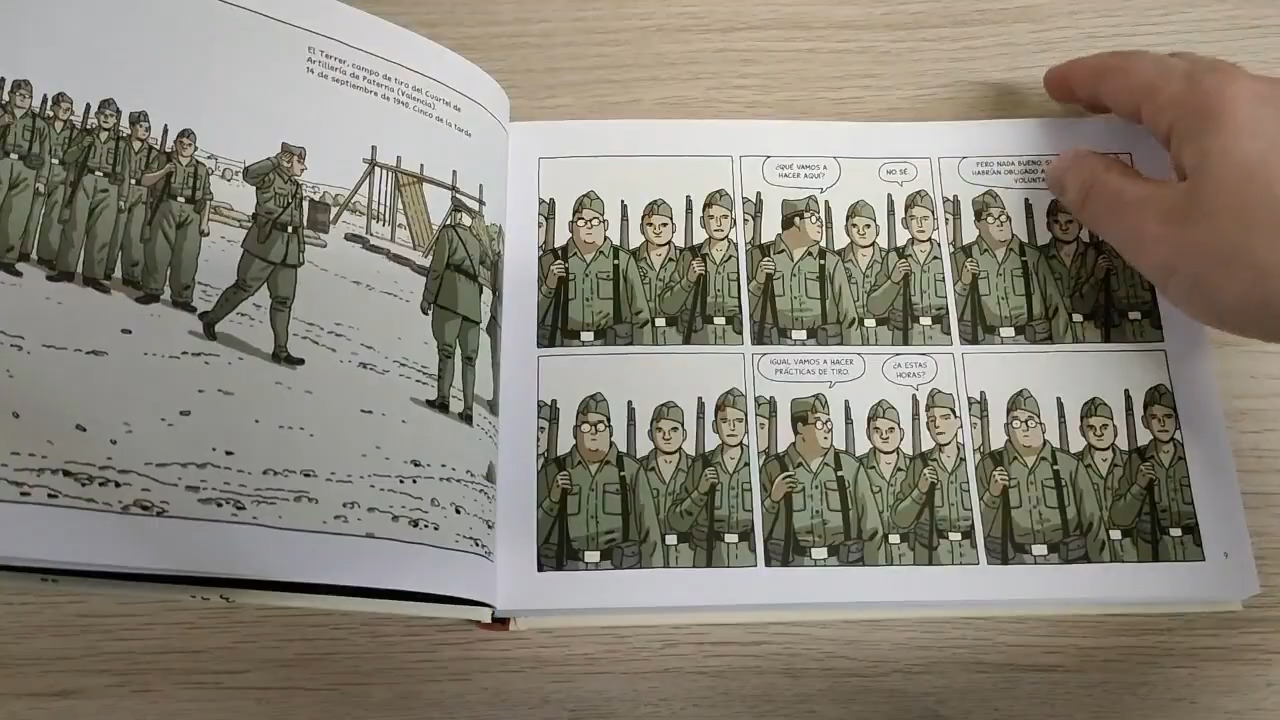 El Terrer, campo de tiro del Cuartel de
Artillería de Paterna (Valencia).
14 de septiembre de 1940. Cinco de la tarde
¿QUÉ VAMOS A
HACER AQUÍ?
NO SÉ.
PERO NADA BUENO.
HABRÍAN OBLIGADO A
IGUAL VAMOS A HACER
PRÁCTICAS DE TIRO.
¿A ESTAS
HORAS?
9